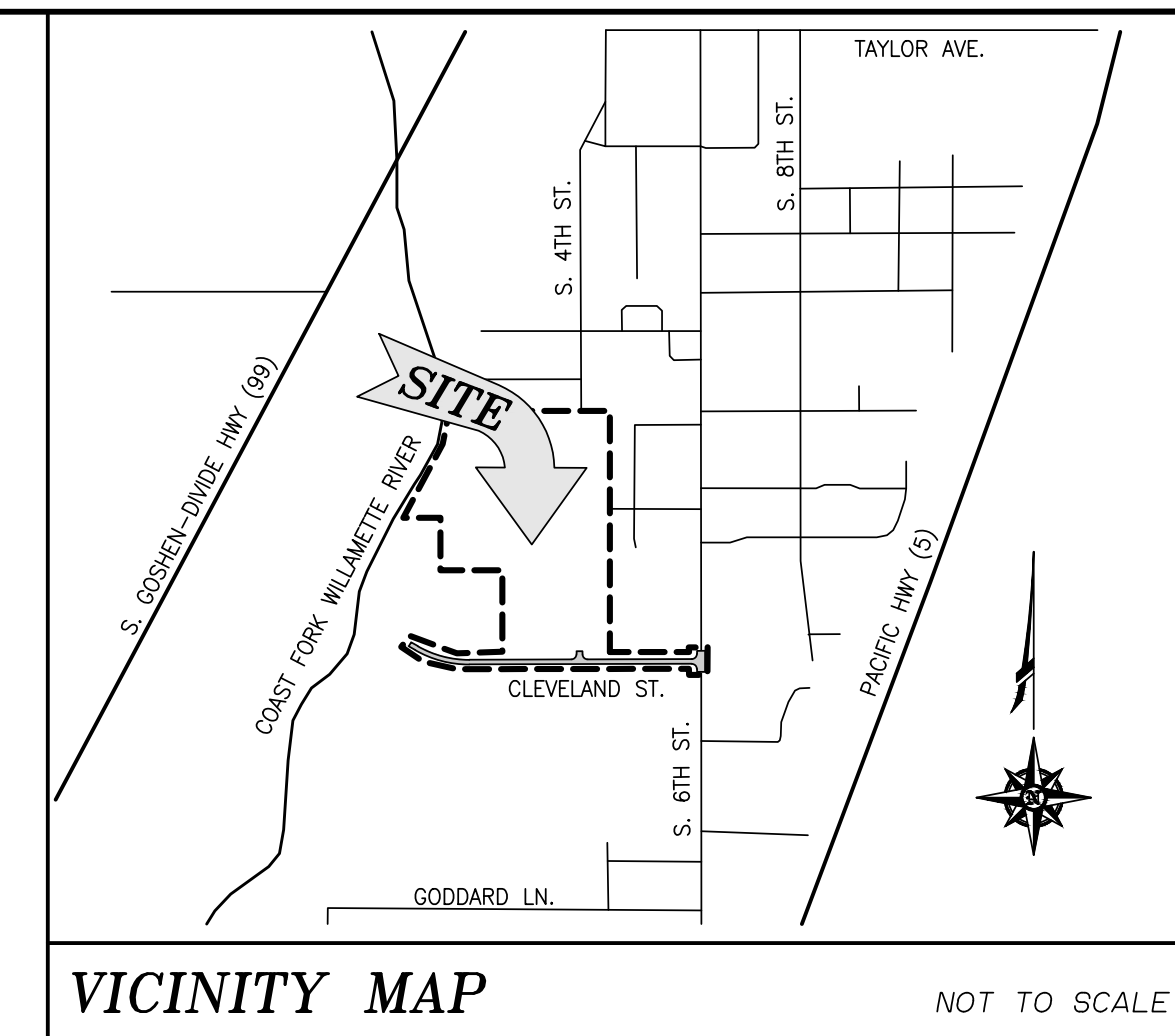 TAYLOR AVE.
S. 8TH ST.
S. 4TH ST.
SITE
S. GOSHEN-DIVIDE HWY (99)
COAST FORK WILLAMETTE RIVER
PACIFIC HWY (5)
CLEVELAND ST.
S. 6TH ST.
N
GODDARD LN.
VICINITY MAP
NOT TO SCALE